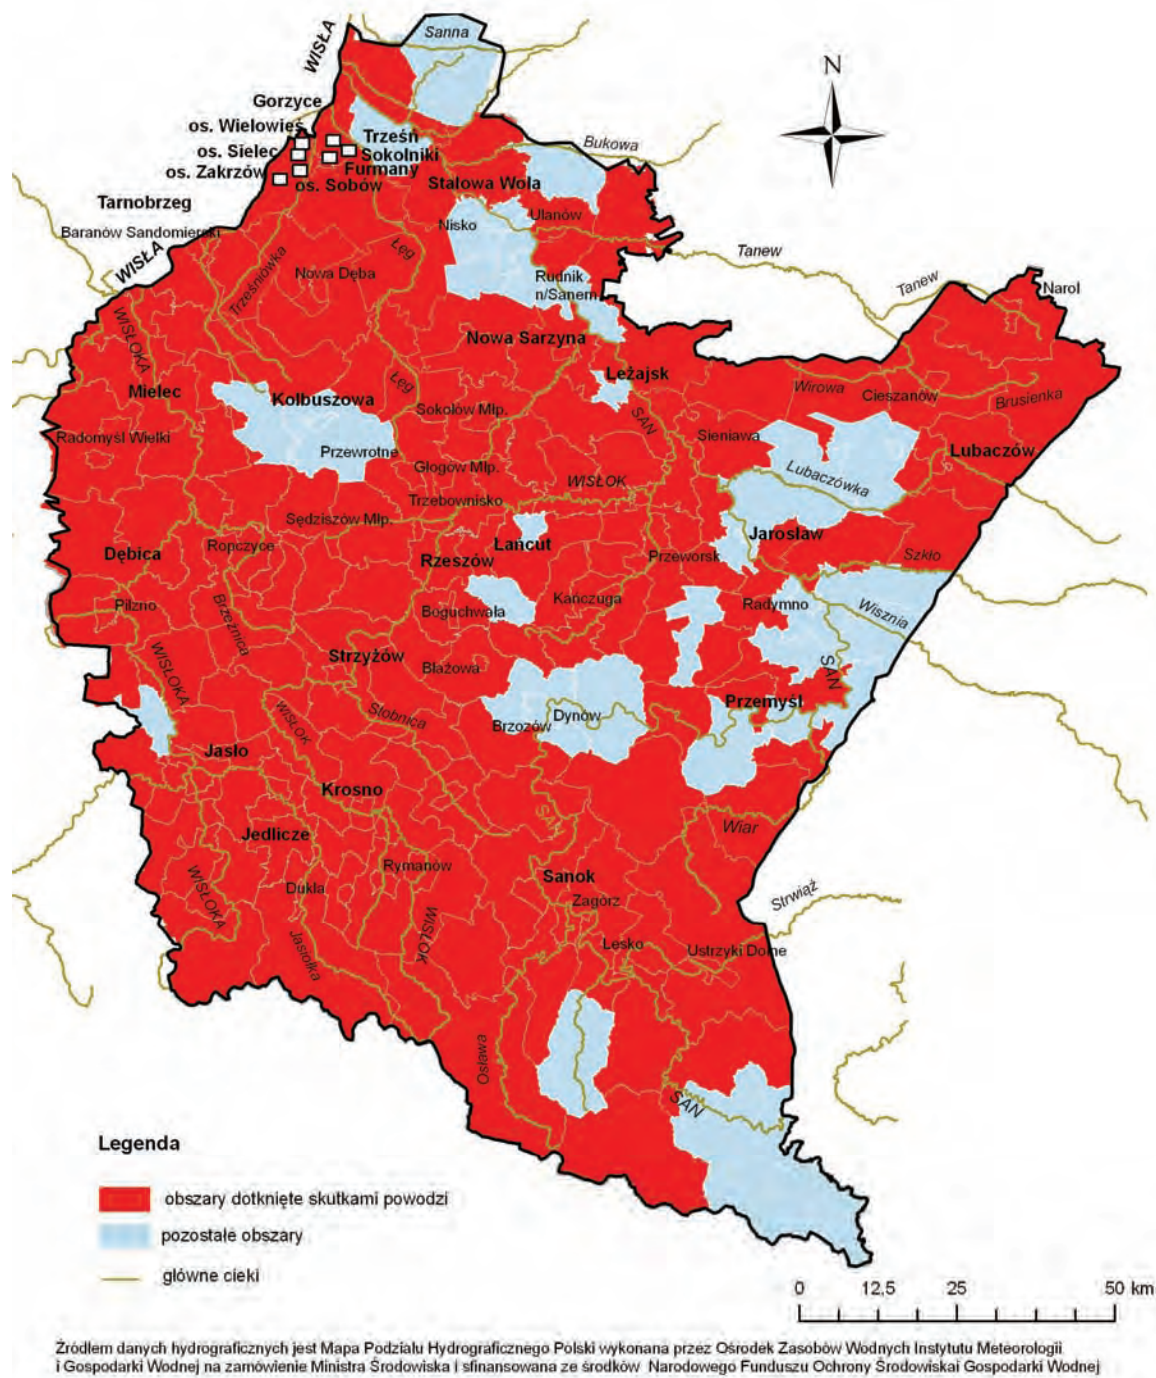 Sanna
WISŁA
N
Gorzyce
os. Wielowieś
Trześń
Bukowa
os. Sielec
Sokolniki
os. Zakrzów
Furmany
os. Sobów
Stalowa Wola
Tarnobrzeg
Ulanów
Baranów Sandomierski
Nisko
WISŁA
Łęg
Tanew
Trześniówka
Nowa Dęba
Rudnik
n/Sanem
Tanew
Narol
WISŁOKA
Nowa Sarzyna
Leżajsk
Mielec
Kolbuszowa
Łęg
Wirowa
Cieszanów
Brusienka
Sokołów Młp.
SAN
Radomyśl Wielki
Sieniawa
Przewrotne
Lubaczów
Głogów Młp.
Lubaczówka
WISŁOK
Trzebownisko
Sędziszów Młp.
Jarosław
Dębica
Ropczyce
Łańcut
Rzeszów
Przeworsk
Szkło
Pilzno
Brzeźnica
Boguchwała
Kańczuga
Radymno
Wisznia
Strzyżów
Błażowa
WISŁOKA
SAN
Przemyśl
WISŁOK
Stobnica
Brzozów
Dynów
Jasło
Krosno
SAN
Wiar
Jedlicze
Rymanów
Sanok
WISŁOKA
Dukla
Zagórz
Strwiąż
WISŁOK
Jasiołka
Lesko
Ustrzyki Dolne
Osława
SAN
Legenda
obszary dotknięte skutkami powodzi
pozostałe obszary
główne cieki
0 12,5 25 50 km
Źródłem danych hydrograficznych jest Mapa Podziału Hydrograficznego Polski wykonana przez Ośrodek Zasobów Wodnych Instytutu Meteorologii
i Gospodarki Wodnej na zamówienie Ministra Środowiska i sfinansowana ze środków Narodowego Funduszu Ochrony Środowiskai Gospodarki Wodnej